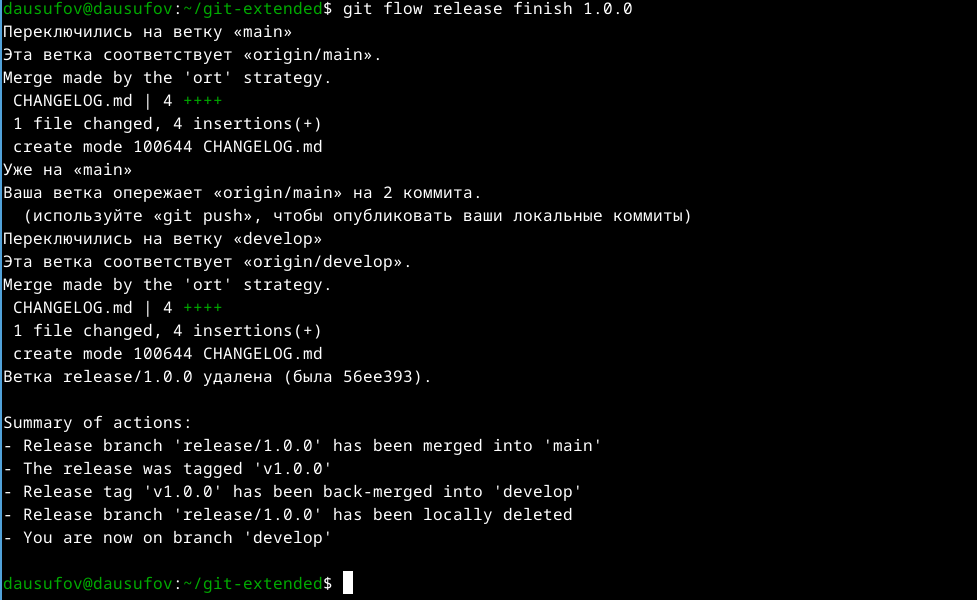 dausufov@dausufov:~/git-extended$ git flow release finish 1.0.0
Переключились на ветку «main»
Эта ветка соответствует «origin/main».
Merge made by the 'ort' strategy.
 CHANGELOG.md | 4 ++++
 1 file changed, 4 insertions(+)
 create mode 100644 CHANGELOG.md
Уже на «main»
Ваша ветка опережает «origin/main» на 2 коммита.
  (используйте «git push», чтобы опубликовать ваши локальные коммиты)
Переключились на ветку «develop»
Эта ветка соответствует «origin/develop».
Merge made by the 'ort' strategy.
 CHANGELOG.md | 4 ++++
 1 file changed, 4 insertions(+)
 create mode 100644 CHANGELOG.md
Ветка release/1.0.0 удалена (была 56ee393).

Summary of actions:
- Release branch 'release/1.0.0' has been merged into 'main'
- The release was tagged 'v1.0.0'
- Release tag 'v1.0.0' has been back-merged into 'develop'
- Release branch 'release/1.0.0' has been locally deleted
- You are now on branch 'develop'

dausufov@dausufov:~/git-extended$